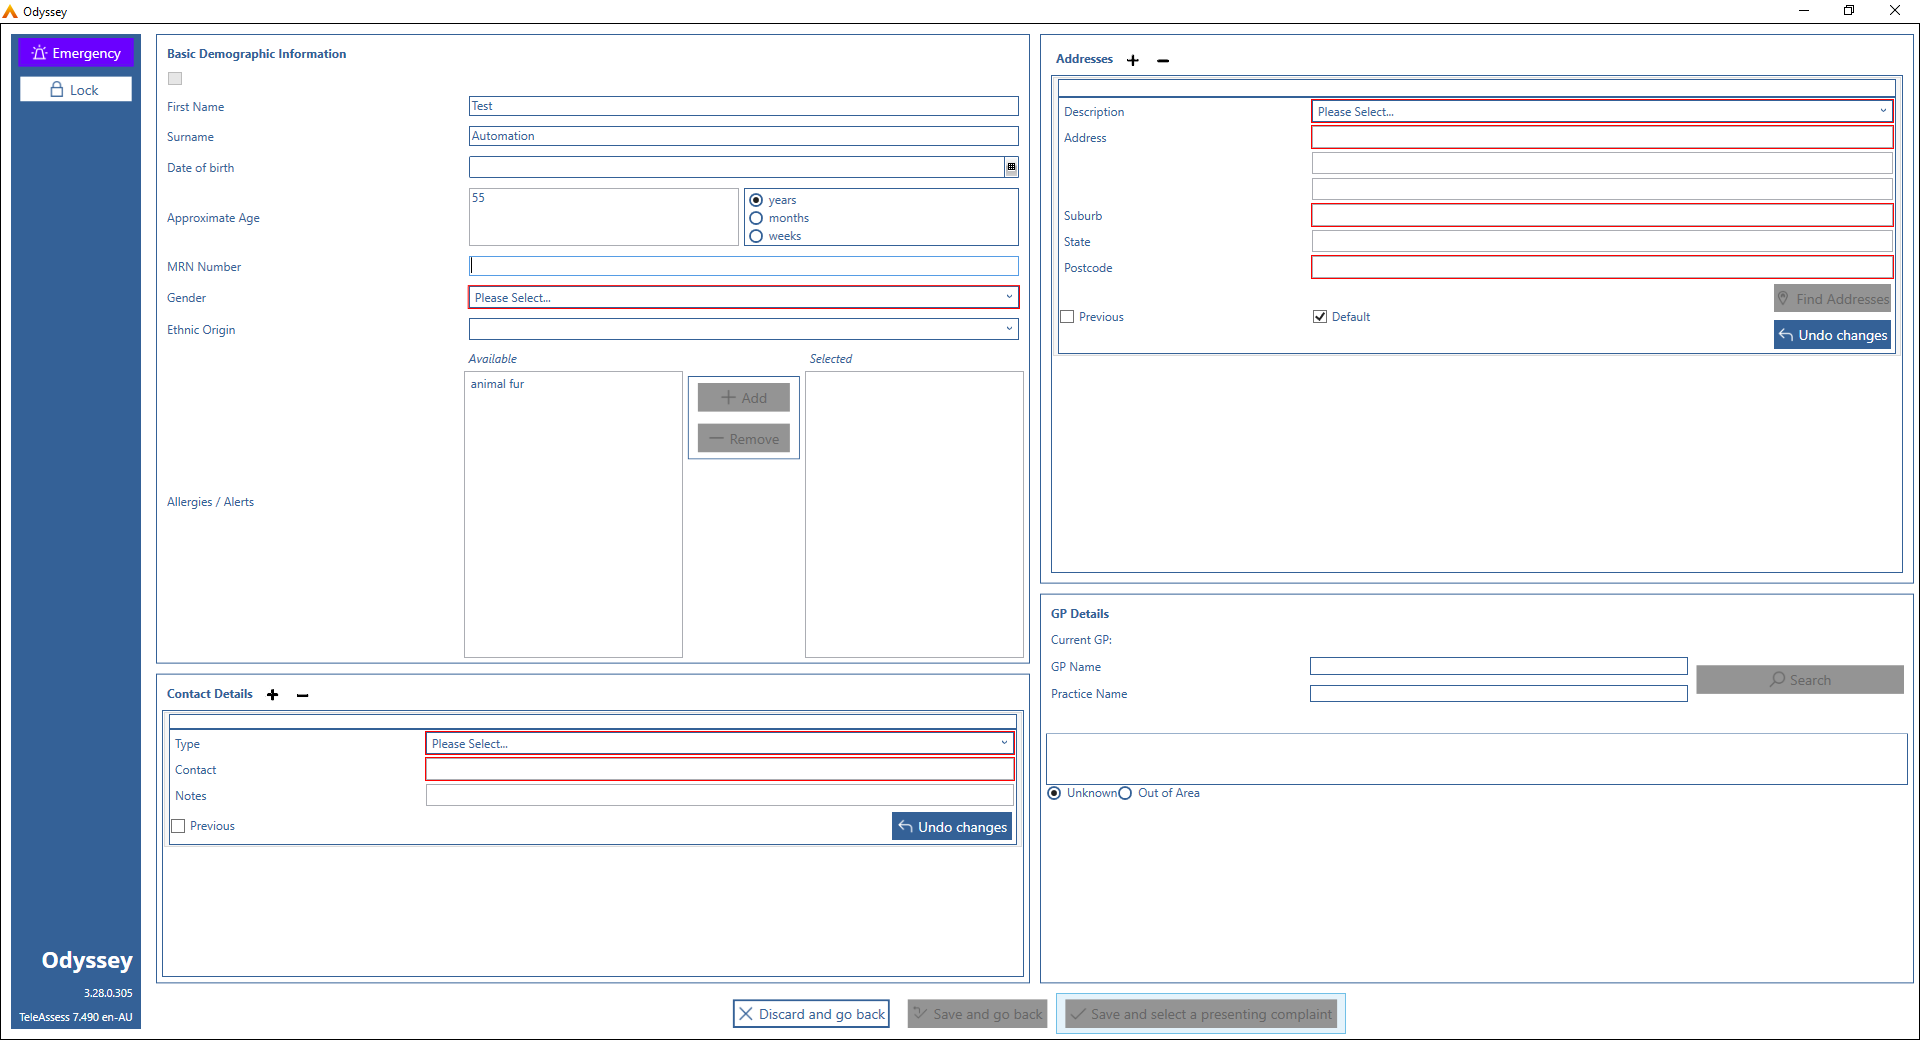 Odyssey
Emergency
Lock
Basic Demographic Information
First Name
Test
Surname
Automation
Date of birth
Approximate Age
55
years
months
weeks
MRN Number
Gender
Please Select...
Ethnic Origin
Available
Selected
Allergies / Alerts
animal fur
Add
Remove
Contact Details
Type
Please Select...
Contact
Notes
Previous
Undo changes
Addresses
Description
Please Select...
Address
Suburb
State
Postcode
Find Addresses
Previous
Default
Undo changes
GP Details
Current GP:
GP Name
Practice Name
Search
Unknown
Out of Area
Odyssey
3.28.0.305
TeleAssess 7.490 en-AU
Discard and go back
Save and go back
Save and select a presenting complaint